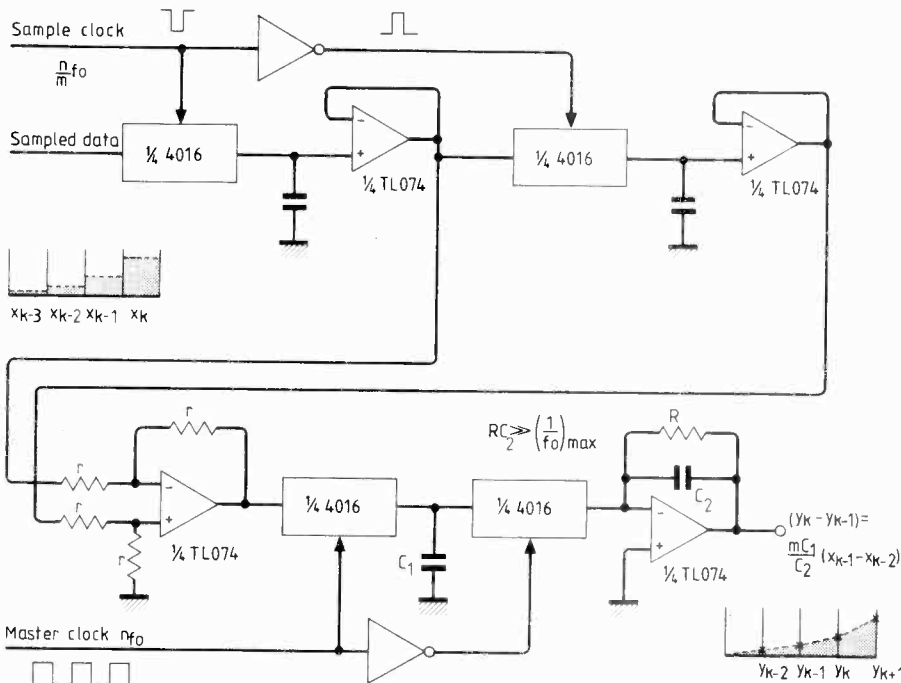 Sample clock
n/m fo
Sampled data
¼ 4016
¼ TL074
¼ 4016
¼ TL074
xk-3 xk-2 xk-1 xk
r
r
r
r
¼ TL074
¼ 4016
C1
¼ 4016
RC2 ≫ (1/fo)max
R
C2
¼ TL074
(yk - yk-1) =
mC1/C2 (xk-1 - xk-2)
Master clock nfo
yk-2 yk-1 yk yk+1
- + - + - + - +